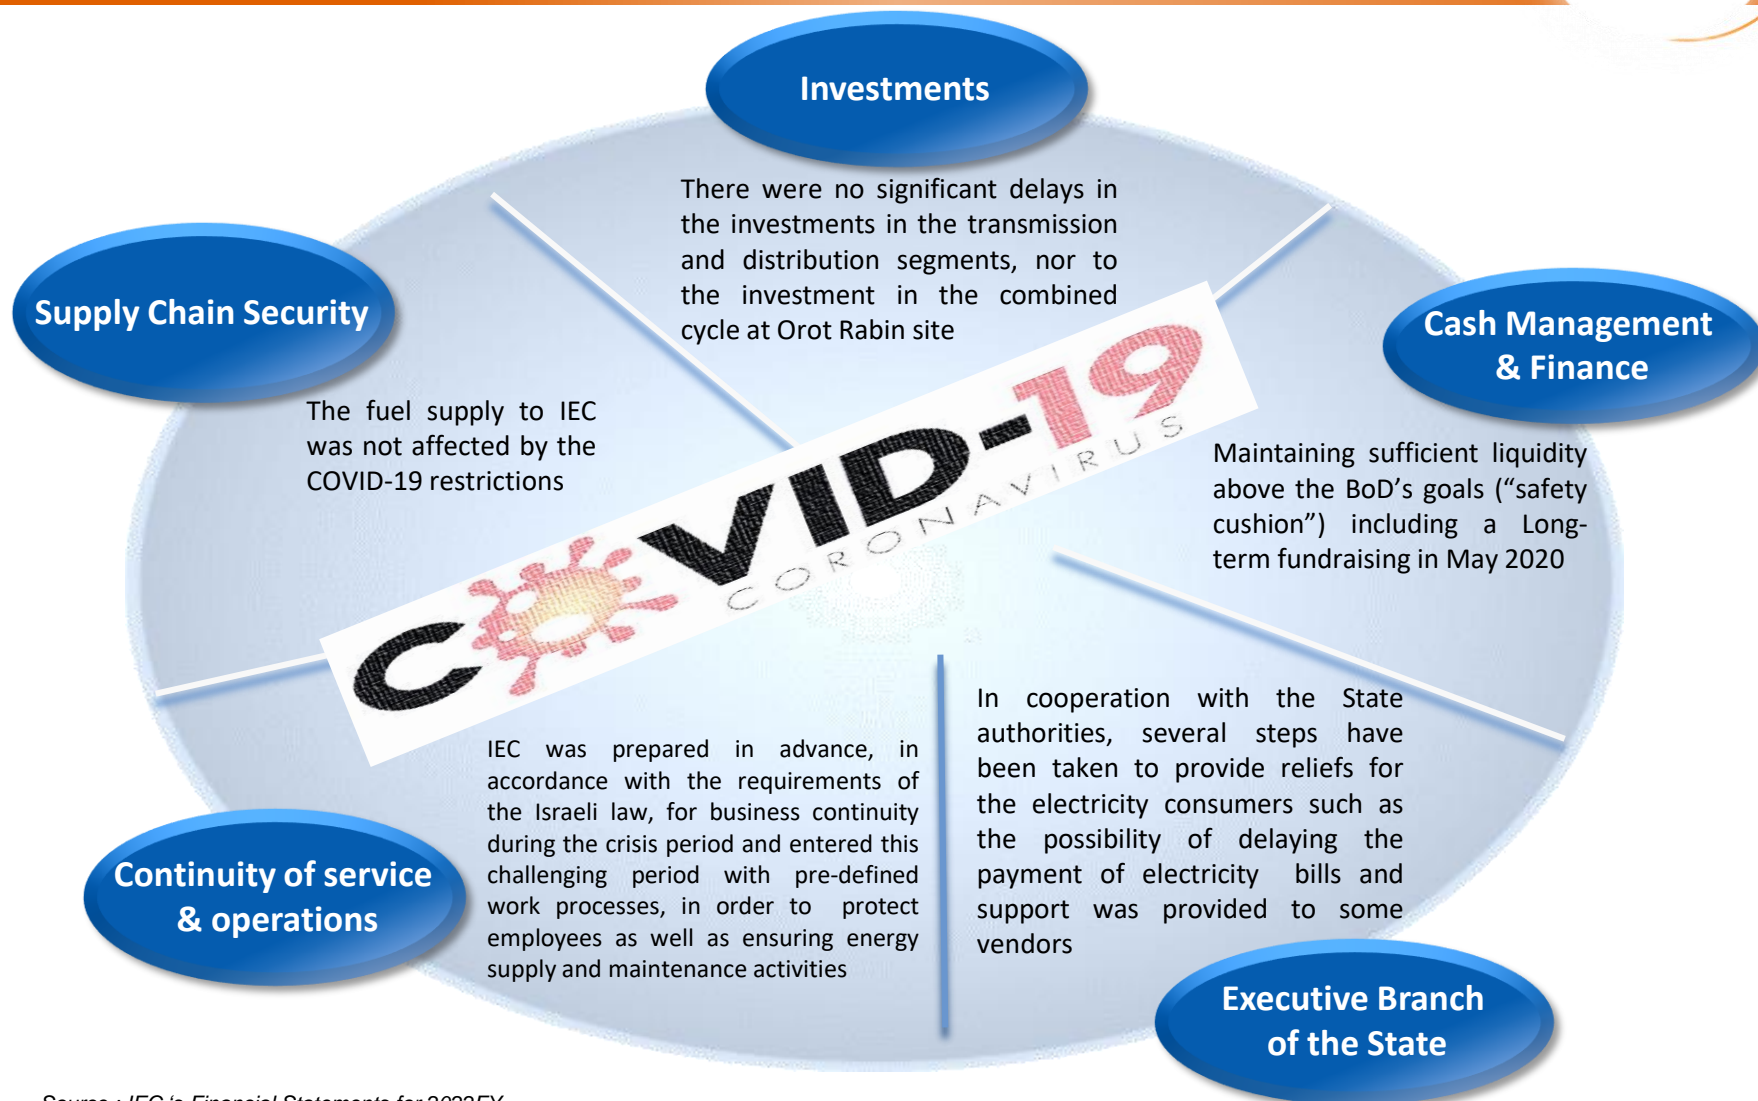 Investments
There were no significant delays in
the investments in the transmission
and distribution segments, nor to
the investment in the combined
cycle at Orot Rabin site
Supply Chain Security
The fuel supply to IEC
was not affected by the
COVID-19 restrictions
Cash Management
& Finance
Maintaining sufficient liquidity
above the BoD’s goals (“safety
cushion”) including a Long-
term fundraising in May 2020
COVID-19
CORONAVIRUS
Continuity of service
& operations
IEC was prepared in advance, in
accordance with the requirements of
the Israeli law, for business continuity
during the crisis period and entered this
challenging period with pre-defined
work processes, in order to protect
employees as well as ensuring energy
supply and maintenance activities
In cooperation with the State
authorities, several steps have
been taken to provide reliefs for
the electricity consumers such as
the possibility of delaying the
payment of electricity bills and
support was provided to some
vendors
Executive Branch
of the State
Source : IEC 's Financial Statements for 2022FY